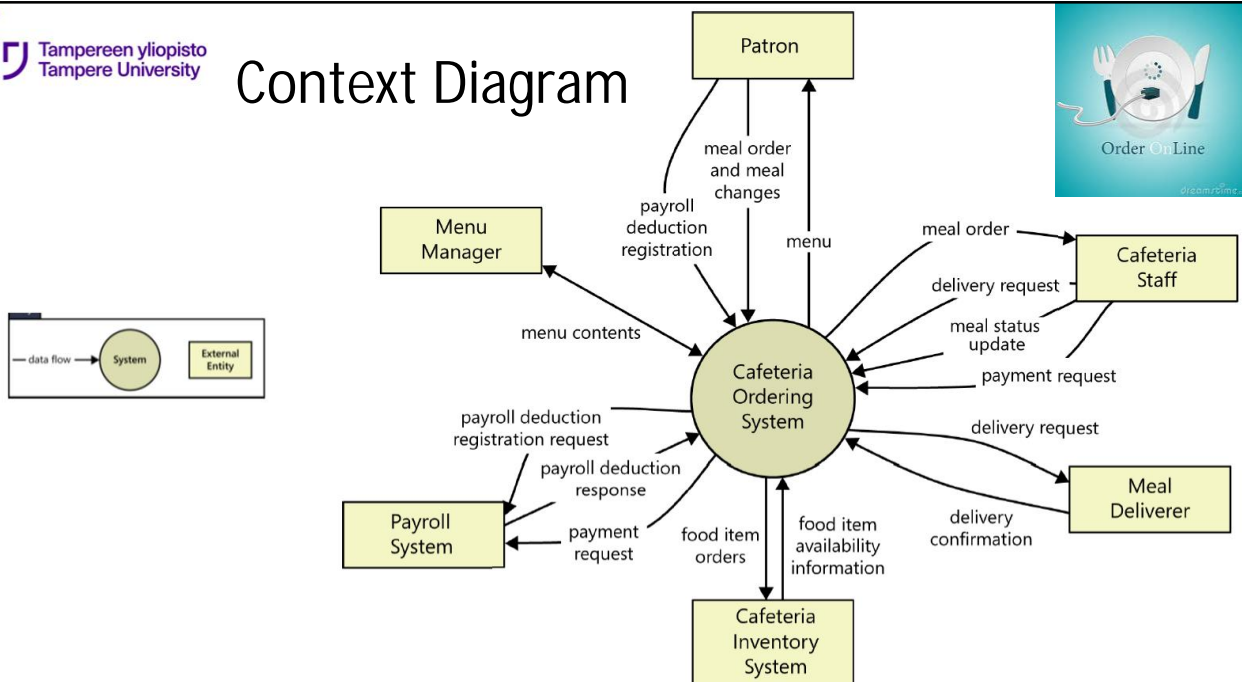 Tampereen yliopisto
Tampere University
Context Diagram
Patron
Order OnLine
dreamstime.
meal order
and meal
changes
payroll
deduction
registration
menu
Menu
Manager
meal order
Cafeteria
Staff
delivery request
menu contents
meal status
update
payment request
data flow
System
External
Entity
Cafeteria
Ordering
System
payroll deduction
registration request
delivery request
payroll deduction
response
Meal
Deliverer
Payroll
System
payment
request
food item
orders
food item
availability
information
delivery
confirmation
Cafeteria
Inventory
System